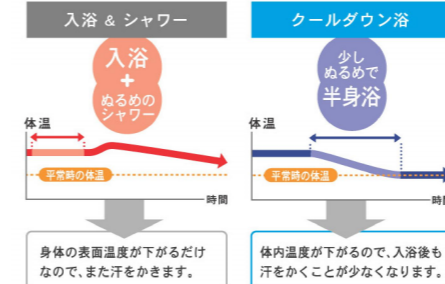 入浴 & シャワー
入浴
+
ぬるめの
シャワー
体温
平常時の体温
時間
身体の表面温度が下がるだけ
なので、また汗をかきます。
クールダウン浴
少し
ぬるめで
半身浴
体温
平常時の体温
体内温度が下がるので、入浴後も
汗をかくことが少なくなります。